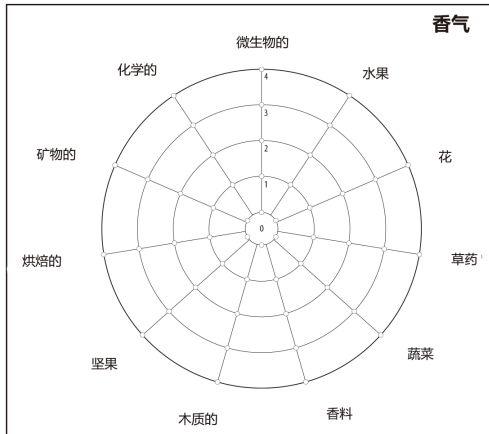 香气
微生物的
水果
花
草药
蔬菜
香料
木质的
坚果
烘焙的
矿物的
化学的
4
3
2
1
0